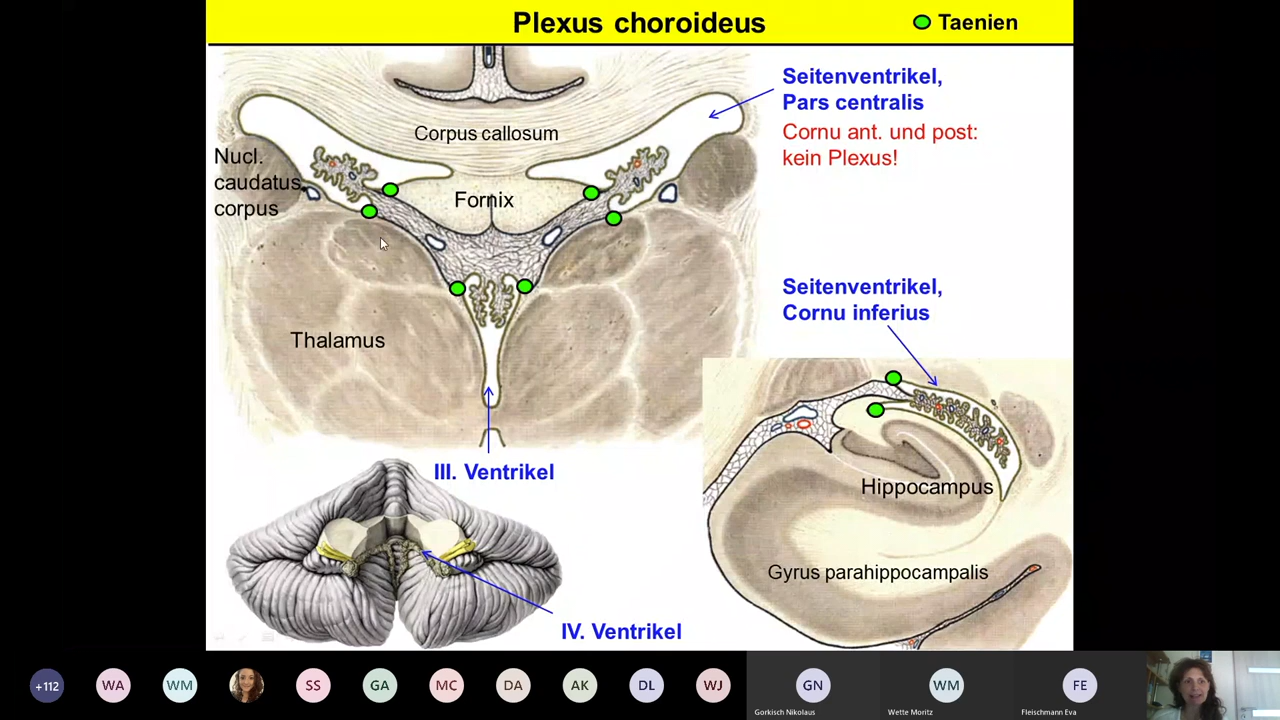 Plexus choroideus
Taenien
Seitenventrikel,
Pars centralis
Cornu ant. und post:
kein Plexus!
Corpus callosum
Nucl.
caudatus,
corpus
Fornix
Thalamus
Seitenventrikel,
Cornu inferius
III. Ventrikel
Hippocampus
Gyrus parahippocampalis
IV. Ventrikel
+112
WA
WM
SS
GA
MC
DA
AK
DL
WJ
GN
Gorkisch Nikolaus
WM
Wette Moritz
FE
Fleischmann Eva